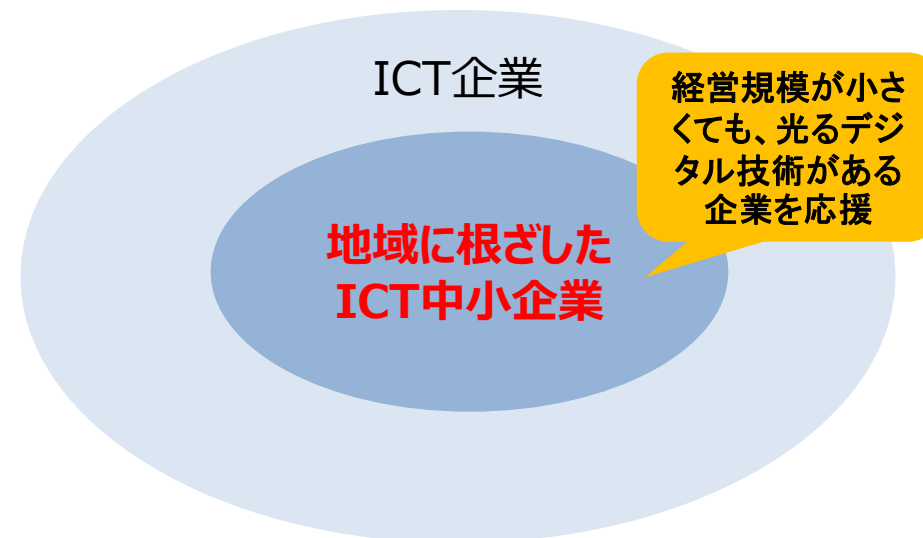 ICT企業
経営規模が小さ
くても、光るデジ
タル技術がある
企業を応援
地域に根ざした
ICT中小企業